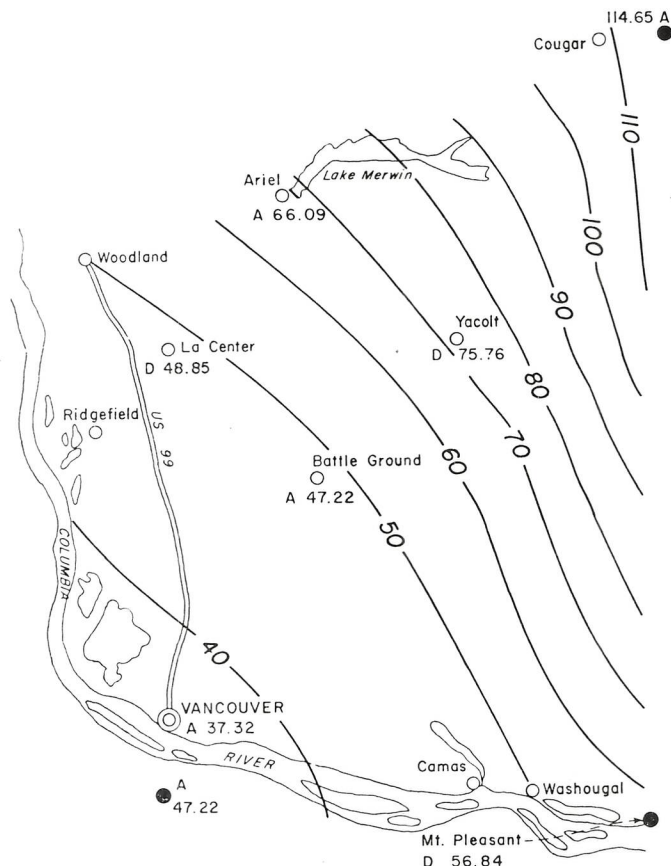 114.65 A
Cougar
110
Ariel
Lake Merwin
A 66.09
100
Woodland
90
Yacolt
D 75.76
La Center
D 48.85
80
Ridgefield
US 99
70
Battle Ground
A 47.22
60
50
COLUMBIA
40
VANCOUVER
A 37.32
RIVER
A
47.22
Camas
Washougal
Mt. Pleasant
D 56.84